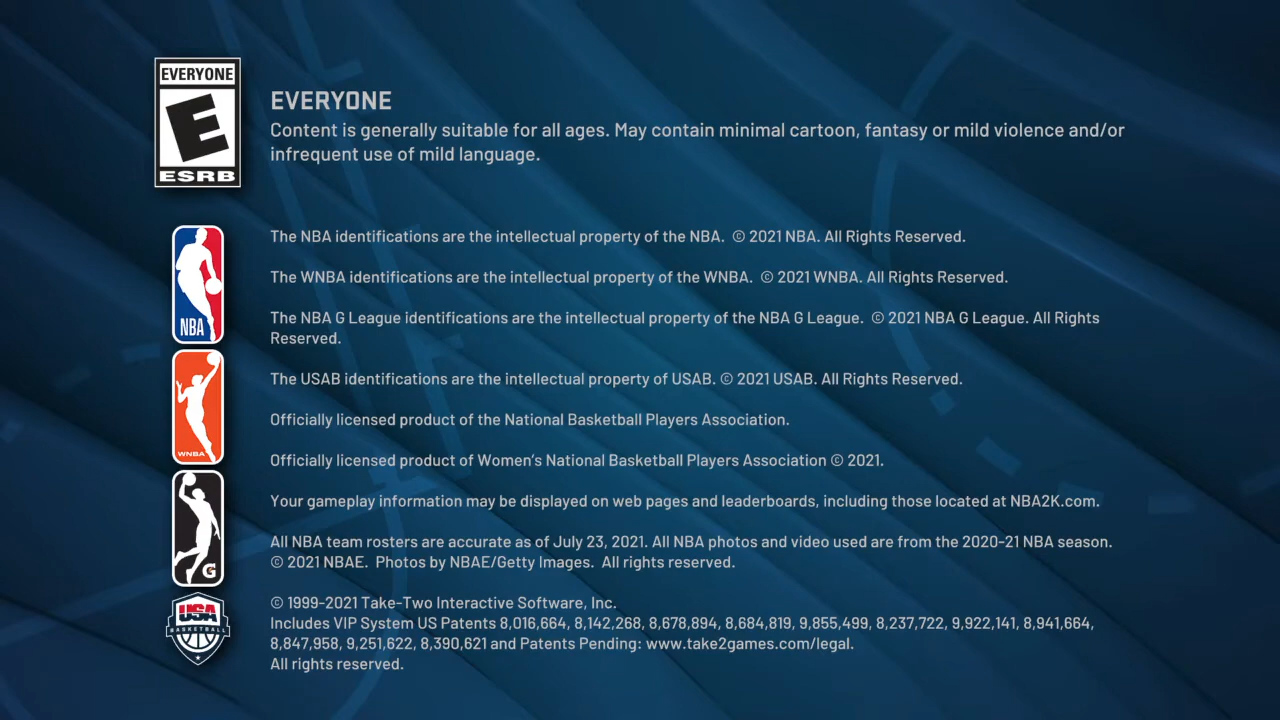 EVERYONE
E
ESRB
EVERYONE
Content is generally suitable for all ages. May contain minimal cartoon, fantasy or mild violence and/or
infrequent use of mild language.
NBA
The NBA identifications are the intellectual property of the NBA.  © 2021 NBA. All Rights Reserved.
The WNBA identifications are the intellectual property of the WNBA.  © 2021 WNBA. All Rights Reserved.
The NBA G League identifications are the intellectual property of the NBA G League.  © 2021 NBA G League. All Rights
Reserved.
WNBA
The USAB identifications are the intellectual property of USAB. © 2021 USAB. All Rights Reserved.
Officially licensed product of the National Basketball Players Association.
Officially licensed product of Women's National Basketball Players Association © 2021.
G
Your gameplay information may be displayed on web pages and leaderboards, including those located at NBA2K.com.
All NBA team rosters are accurate as of July 23, 2021. All NBA photos and video used are from the 2020-21 NBA season.
© 2021 NBAE.  Photos by NBAE/Getty Images.  All rights reserved.
USA
BASKETBALL
© 1999-2021 Take-Two Interactive Software, Inc.
Includes VIP System US Patents 8,016,664, 8,142,268, 8,678,894, 8,684,819, 9,855,499, 8,237,722, 9,922,141, 8,941,664,
8,847,958, 9,251,622, 8,390,621 and Patents Pending: www.take2games.com/legal.
All rights reserved.